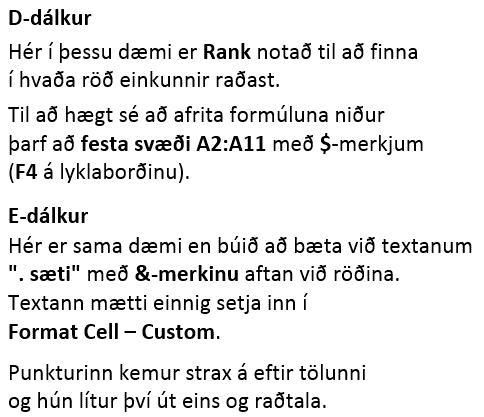 D-dálkur
Hér í þessu dæmi er Rank notað til að finna
í hvaða röð einkunnir raðast.
Til að hægt sé að afrita formúluna niður
þarf að festa svæði A2:A11 með $-merkjum
(F4 á lyklaborðinu).
E-dálkur
Hér er sama dæmi en búið að bæta við textanum
". sæti" með &-merkinu aftan við röðina.
Textann mætti einnig setja inn í
Format Cell – Custom.
Punkturinn kemur strax á eftir tölunni
og hún lítur því út eins og raðtala.